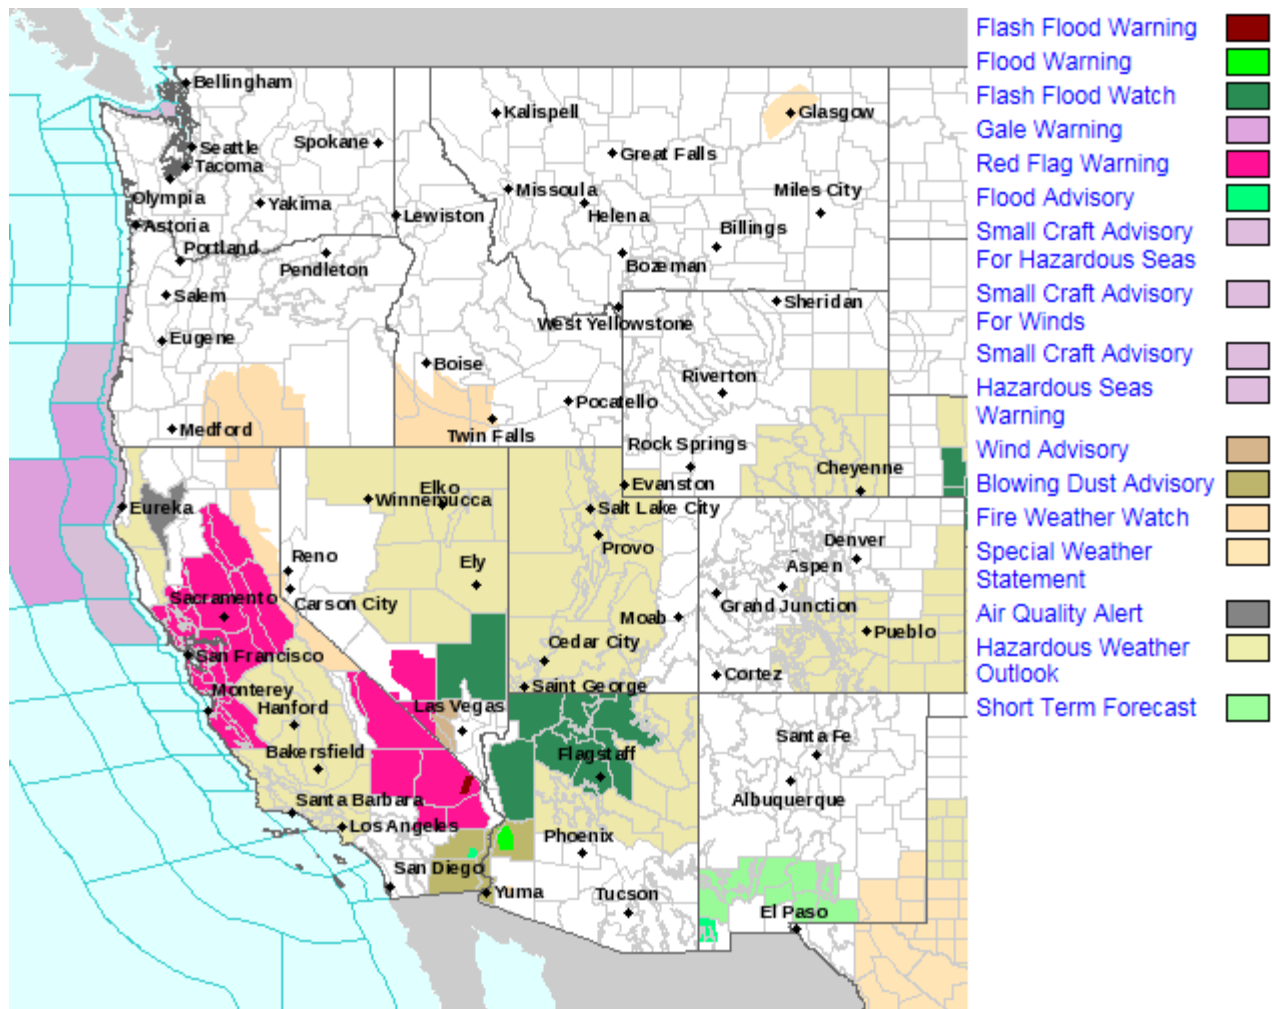 Bellingham
Seattle
Tacoma
Olympia
Astoria
Spokane
Yakima
Lewiston
Portland
Pendleton
Salem
Eugene
Medford
Kalispell
Great Falls
Missoula
Helena
Glasgow
Miles City
Billings
Bozeman
West Yellowstone
Boise
Pocatello
Twin Falls
Sheridan
Riverton
Rock Springs
Cheyenne
Evanston
Eureka
Elko
Winnemucca
Reno
Ely
Carson City
Sacramento
San Francisco
Monterey
Hanford
Bakersfield
Santa Barbara
Los Angeles
San Diego
Las Vegas
Salt Lake City
Provo
Moab
Cedar City
Saint George
Denver
Aspen
Grand Junction
Pueblo
Cortez
Flagstaff
Phoenix
Yuma
Tucson
Santa Fe
Albuquerque
El Paso
Flash Flood Warning
Flood Warning
Flash Flood Watch
Gale Warning
Red Flag Warning
Flood Advisory
Small Craft Advisory
For Hazardous Seas
Small Craft Advisory
For Winds
Small Craft Advisory
Hazardous Seas
Warning
Wind Advisory
Blowing Dust Advisory
Fire Weather Watch
Special Weather
Statement
Air Quality Alert
Hazardous Weather
Outlook
Short Term Forecast